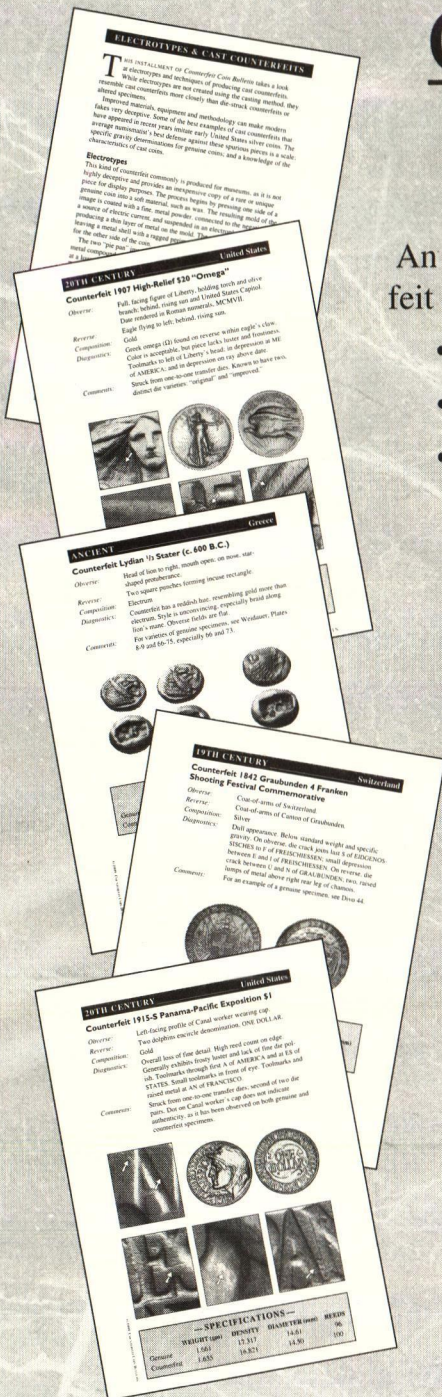 ELECTROTYPES & CAST COUNTERFEITS
THIS INSTALLMENT OF Counterfeit Coin Bulletin takes a look
at electrotypes and techniques of producing cast counterfeits.
While electrotypes are not created using the casting method, they
resemble cast counterfeits more closely than die-struck counterfeits or
altered specimens.
Improved materials, equipment and methodology can make modern
fakes very deceptive. Some of the best examples of cast counterfeits that
have appeared in recent years imitate early United States silver coins. The
average numismatist's best defense against these spurious pieces is a scale,
specific gravity determinations for genuine coins, and a knowledge of the
characteristics of cast coins.
Electrotypes
This kind of counterfeit commonly is produced for museums, as it is not
highly deceptive and provides an inexpensive copy of a rare or unique
piece for display purposes. The process begins by pressing one side of a
genuine coin into a soft material, such as wax. The resulting mold of the
image is coated with a fine, metal powder, connected to the
a source of electric current, and suspended in an
producing a thin layer of metal on the mold. The
leaving a metal shell with a ragged
for the other side of the coin.
The two "pie pan"
metal
at a
20TH CENTURY United States
Counterfeit 1907 High-Relief $20 "Omega"
Obverse: Full, facing figure of Liberty, holding torch and olive
branch; behind, rising sun and United States Capitol.
Date rendered in Roman numerals, MCMVII.
Reverse: Eagle flying to left; behind, rising sun.
Composition: Gold
Diagnostics: Greek omega (Ω) found on reverse within eagle's claw.
Color is acceptable, but piece lacks luster and frostiness.
Toolmarks to left of Liberty's head; in depression at ME
of AMERICA; and in depression on ray above date.
Comments: Struck from one-to-one transfer dies. Known to have two,
distinct die varieties: "original" and "improved."
ANCIENT Greece
Counterfeit Lydian 1/3 Stater (c. 600 B.C.)
Obverse: Head of lion to right, mouth open; on nose, star-
shaped protuberance.
Reverse: Two square punches forming incuse rectangle.
Composition: Electrum
Diagnostics: Counterfeit has a reddish hue, resembling gold more than
electrum. Style is unconvincing, especially braid along
lion's mane. Obverse fields are flat.
Comments: For varieties of genuine specimens, see Weidauer, Plates
8-9 and 66-75, especially 66 and 73.
19TH CENTURY Switzerland
Counterfeit 1842 Graubunden 4 Franken
Shooting Festival Commemorative
Obverse: Coat-of-arms of Switzerland.
Reverse: Coat-of-arms of Canton of Graubunden.
Composition: Silver
Diagnostics: Dull appearance. Below standard weight and specific
gravity. On obverse, die crack joins last S of EIDGENOS-
SISCHES to F of FREISCHIESSEN; small depression
between E and I of FREISCHIESSEN. On reverse, die
crack between U and N of GRAUBUNDEN; two, raised
lumps of metal above right rear leg of chamois.
Comments: For an example of a genuine specimen, see Divo 44.
20TH CENTURY United States
Counterfeit 1915-S Panama-Pacific Exposition $1
Obverse: Left-facing profile of Canal worker wearing cap.
Reverse: Two dolphins encircle denomination, ONE DOLLAR.
Composition: Gold
Diagnostics: Overall loss of fine detail. High reed count on edge.
Generally exhibits frosty luster and lack of fine die pol-
ish. Toolmarks through first A of AMERICA and at ES of
STATES. Small toolmarks in front of eye. Toolmarks and
raised metal at AN of FRANCISCO.
Comments: Struck from one-to-one transfer dies; second of two die
pairs. Dot on Canal worker's cap does not indicate
authenticity, as it has been observed on both genuine and
counterfeit specimens.
ONE
DOLLAR
— SPECIFICATIONS —
WEIGHT (gm) DENSITY DIAMETER (mm) REEDS
Genuine 1.661 17.317 14.61 96
Counterfeit 1.655 16.821 14.50 100
An
feit
•
•
•